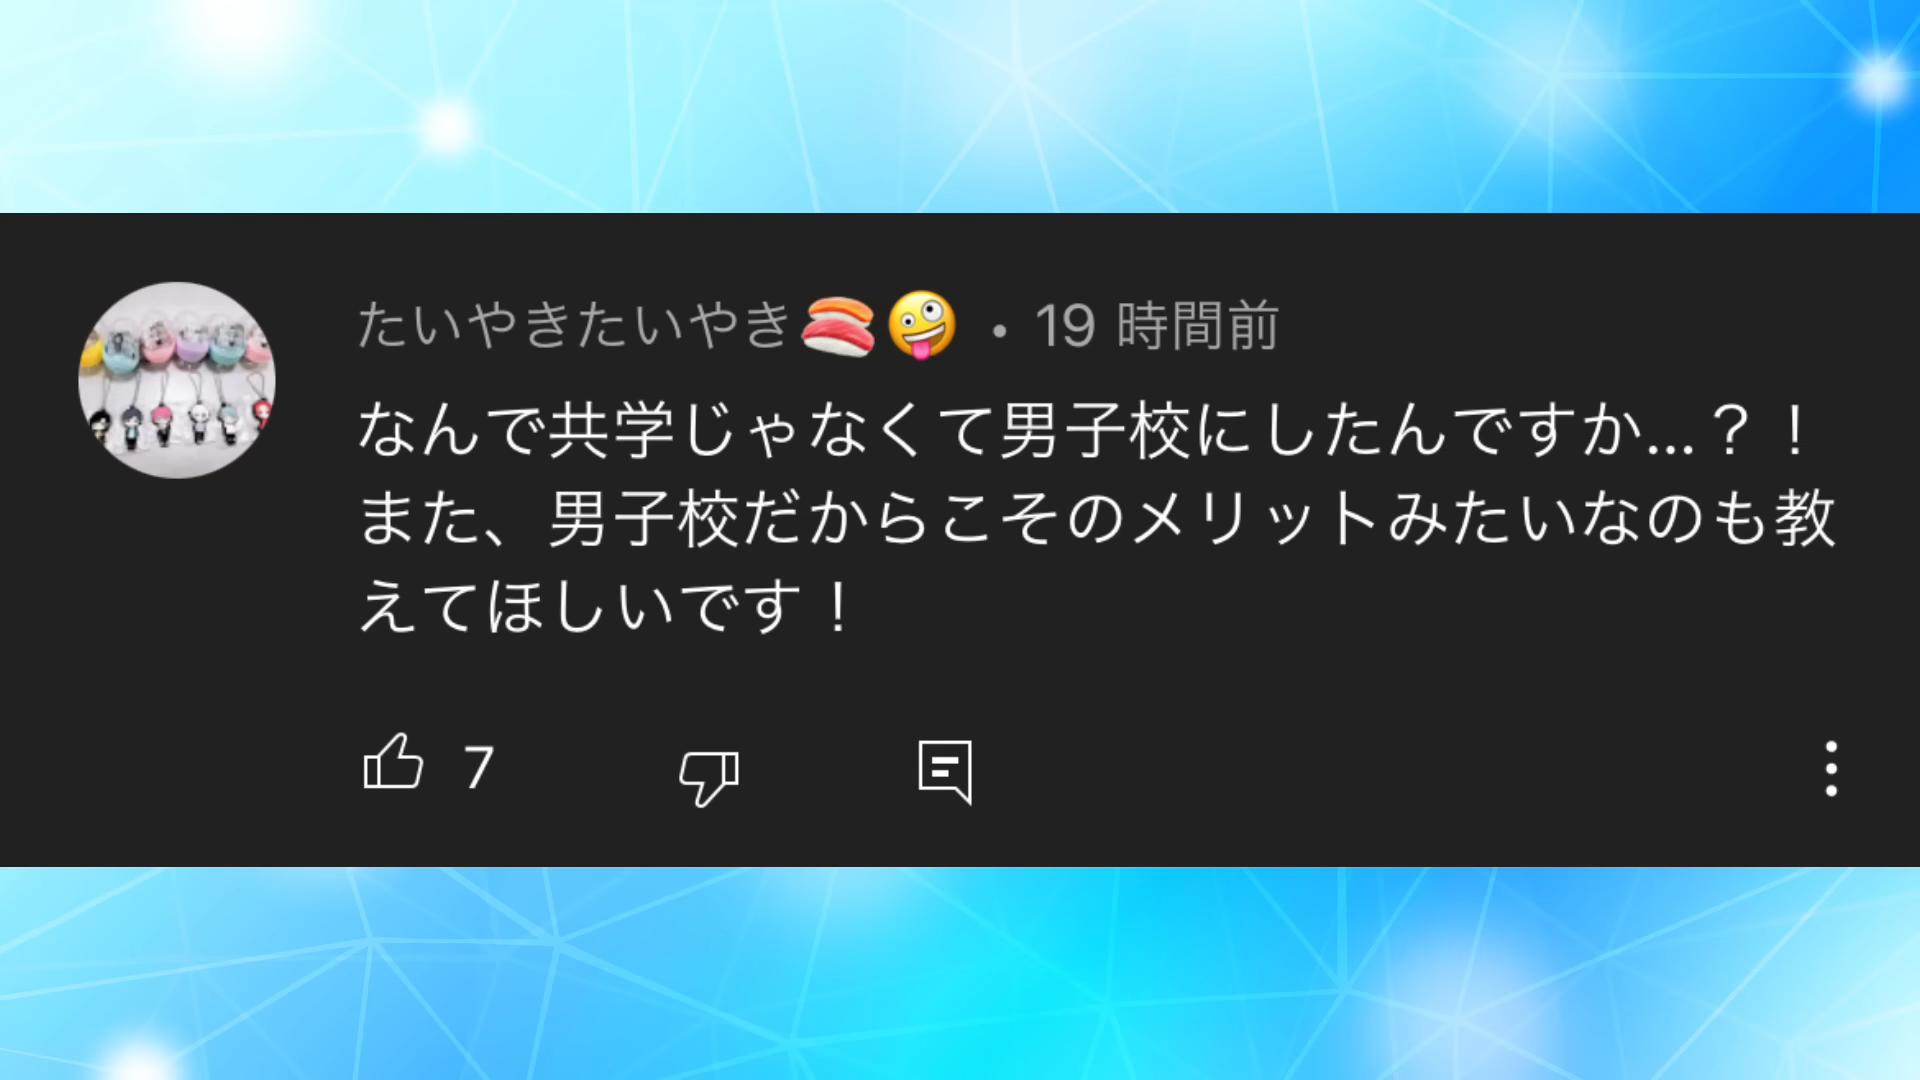 たいやきたいやき🍣🤪 • 19 時間前
なんで共学じゃなくて男子校にしたんですか...？！
また、男子校だからこそのメリットみたいなのも教
えてほしいです！
7